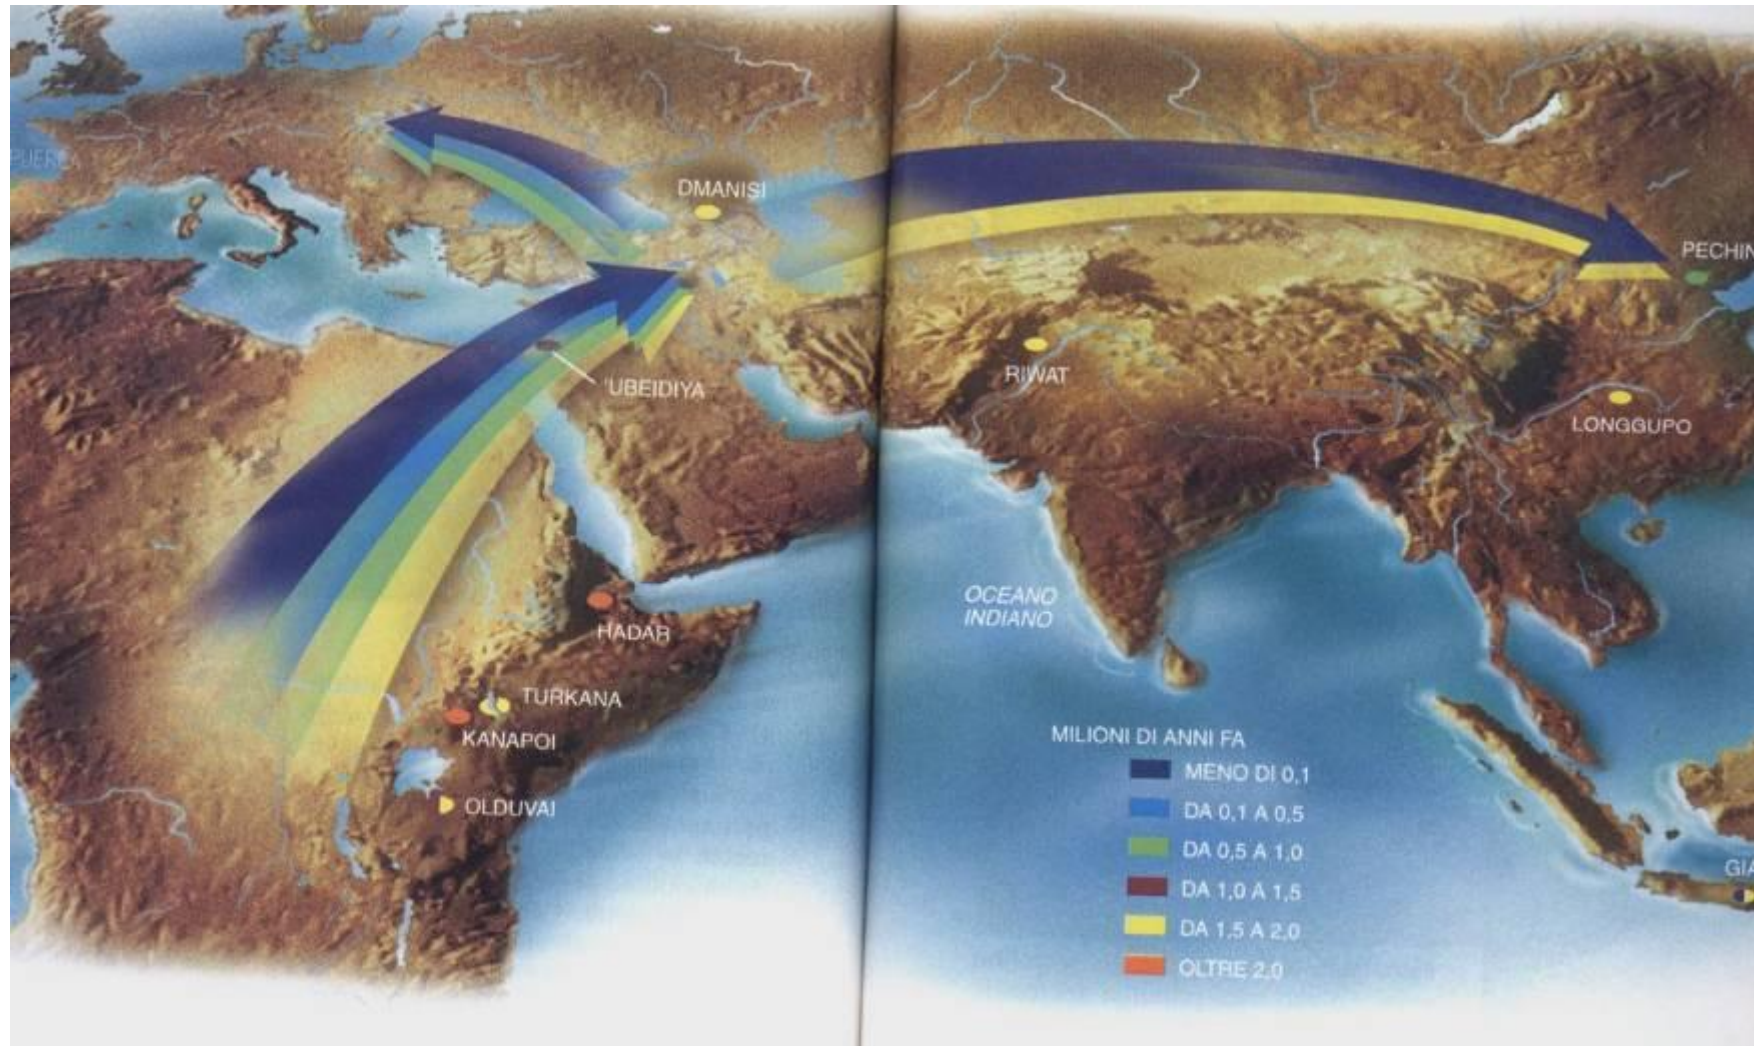 PUERCA
DMANISI
'UBEIDIYA
HADAR
TURKANA
KANAPOI
OLDUVAI
PECHIN
RIWAT
LONGGUPO
OCEANO
INDIANO
MILIONI DI ANNI FA
MENO DI 0,1
DA 0,1 A 0,5
DA 0,5 A 1,0
DA 1,0 A 1,5
DA 1,5 A 2,0
OLTRE 2,0
GIA